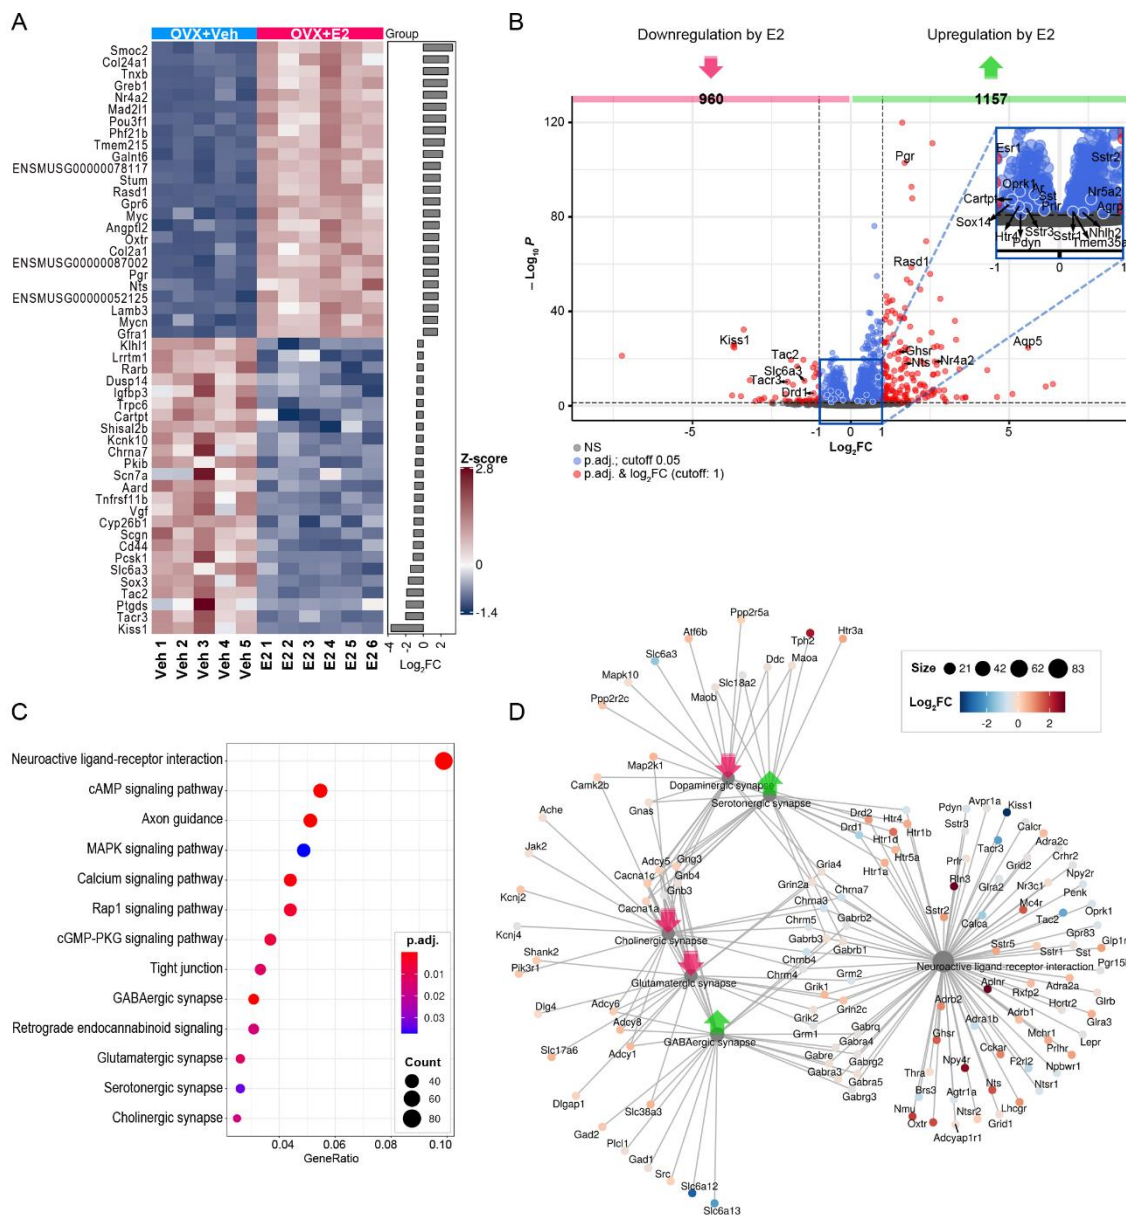 A
OVX+Veh
OVX+E2
Group
Smoc2
Col24a1
Tnxb
Greb1
Nr4a2
Mad2l1
Pou3f1
Phf21b
Tmem215
Galnt6
ENSMUSG00000078117
Stum
Rasd1
Gpr6
Myc
Angptl2
Oxtr
Col2a1
ENSMUSG00000087002
Pgr
Nts
ENSMUSG00000052125
Lamb3
Mycn
Gfra1
Klhl1
Lrrtm1
Rarb
Dusp14
Igfbp3
Trpc6
Cartpt
Shisal2b
Kcnk10
Chrna7
Pkib
Scn7a
Aard
Tnfrsf11b
Vgf
Cyp26b1
Scgn
Cd44
Pcsk1
Slc6a3
Sox3
Tac2
Ptgds
Tacr3
Kiss1
Veh 1
Veh 2
Veh 3
Veh 4
Veh 5
E2 1
E2 2
E2 3
E2 4
E2 5
E2 6
-4
-2
0
2
Log2FC
Z-score
2.8
0
-1.4
B
Downregulation by E2
Upregulation by E2
960
1157
120
80
40
0
– Log10 P
Pgr
Rasd1
Kiss1
Tac2
Slc6a3
Tacr3
Drd1
Ghsr
Nts
Nr4a2
Aqp5
-5
-1
0
1
5
Log2FC
Esr1
Sstr2
Oprk1
Ar
Sst
Nr5a2
Cartpt
Prlr
Agrp
Sox14
Htr4
Sstr3
Sstr1
Nhlh2
Pdyn
Tmem35a
-1
0
1
NS
p.adj.; cutoff 0.05
p.adj. & log2FC (cutoff: 1)
C
Neuroactive ligand-receptor interaction
cAMP signaling pathway
Axon guidance
MAPK signaling pathway
Calcium signaling pathway
Rap1 signaling pathway
cGMP-PKG signaling pathway
Tight junction
GABAergic synapse
Retrograde endocannabinoid signaling
Glutamatergic synapse
Serotonergic synapse
Cholinergic synapse
0.04
0.06
0.08
0.10
GeneRatio
p.adj.
0.01
0.02
0.03
Count
40
60
80
D
Size
21
42
62
83
Log2FC
-2
0
2
Ppp2r5a
Atf6b
Tph2
Htr3a
Slc6a3
Ddc
Maoa
Mapk10
Slc18a2
Maob
Ppp2r2c
Map2k1
Camk2b
Dopaminergic synapse
Serotonergic synapse
Ache
Gnas
Jak2
Adcy5
Gng3
Cacna1c
Gnb4
Gnb3
Kcnj2
Cacna1a
Kcnj4
Cholinergic synapse
Shank2
Pik3r1
Glutamatergic synapse
Dlg4
Adcy6
Adcy8
GABAergic synapse
Slc17a6
Adcy1
Dlgap1
Slc38a3
Gad2
Plcl1
Gad1
Src
Slc6a12
Slc6a13
Drd2
Htr4
Drd1
Htr1d
Htr1b
Htr5a
Htr1a
Gria4
Grin2a
Chrna7
Chrna3
Chrm5
Gabrb2
Gabrb3
Gabrb1
Chrnb4
Chrm4
Grm2
Grik1
Grin2c
Grik2
Grm1
Gabrq
Gabra4
Gabre
Gabrg2
Gabra3
Gabra5
Gabrg3
Pdyn
Avpr1a
Kiss1
Sstr3
Calcr
Tacr3
Adra2c
Prlr
Grid2
Crhr2
Rln3
Nr3c1
Npy2r
Glra2
Mc4r
Penk
Sstr2
Calca
Tac2
Oprk1
Gpr83
Sstr5
Sstr1
Sst
Glp1r
Neuroactive ligand-receptor interaction
Aplnr
Rxfp2
Adra2a
Hcrtr2
Glrb
Adrb2
Adra1b
Adrb1
Glra3
Ghsr
Mchr1
Lepr
Cckar
Prlhr
Npy4r
F2rl2
Npbwr1
Thra
Ntsr1
Brs3
Agtr1a
Nts
Nmu
Lhcgr
Oxtr
Ntsr2
Grid1
Adcyap1r1